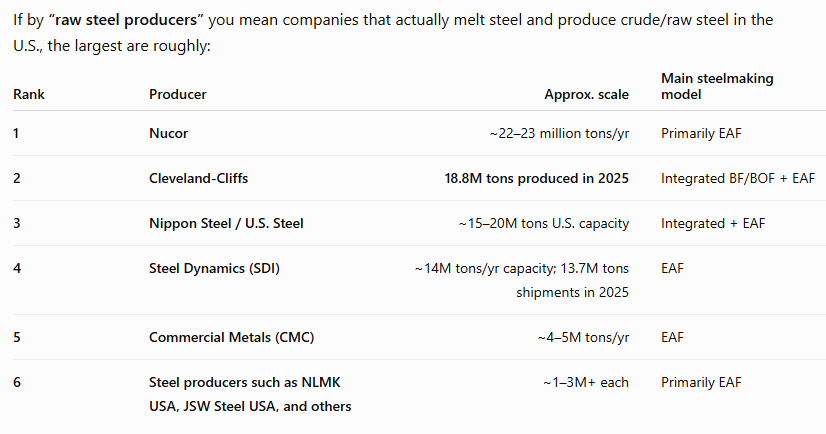 If by “raw steel producers” you mean companies that actually melt steel and produce crude/raw steel in the
U.S., the largest are roughly:
Rank Producer Approx. scale Main steelmaking
model
1 Nucor ~22–23 million tons/yr Primarily EAF
2 Cleveland-Cliffs 18.8M tons produced in 2025 Integrated BF/BOF + EAF
3 Nippon Steel / U.S. Steel ~15–20M tons U.S. capacity Integrated + EAF
4 Steel Dynamics (SDI) ~14M tons/yr capacity; 13.7M tons EAF
shipments in 2025
5 Commercial Metals (CMC) ~4–5M tons/yr EAF
6 Steel producers such as NLMK ~1–3M+ each Primarily EAF
USA, JSW Steel USA, and others